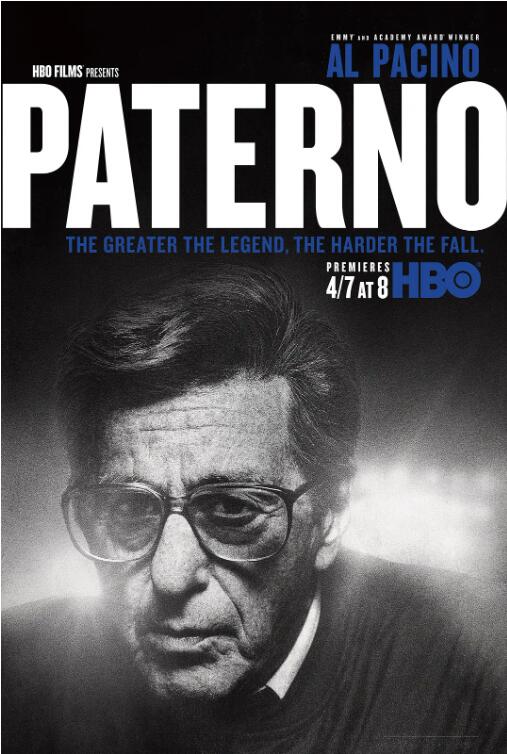 EMMY AND ACADEMY AWARD WINNER
AL PACINO
HBO FILMS PRESENTS
PATERNO
THE GREATER THE LEGEND, THE HARDER THE FALL.
PREMIERES
4/7 AT 8 HBO